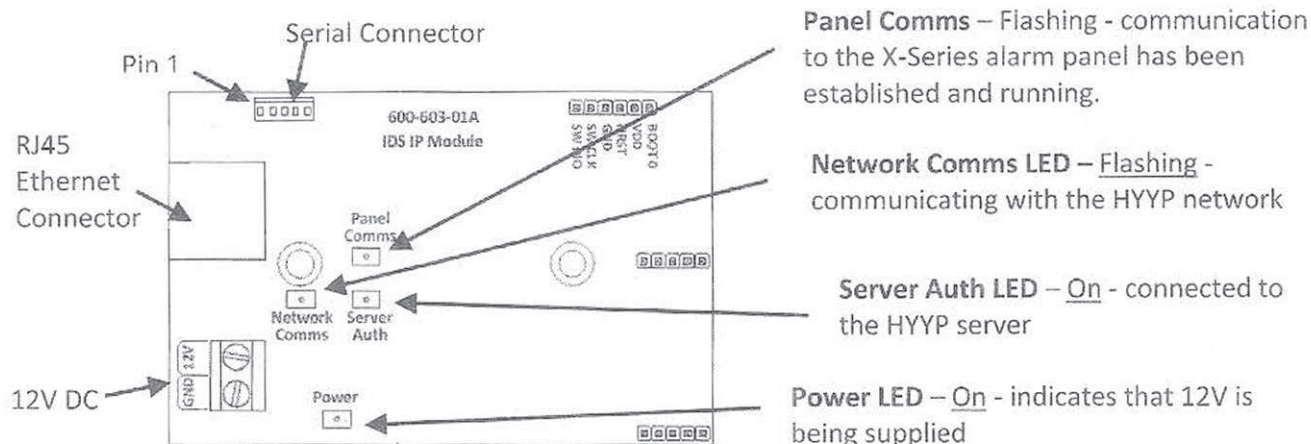 Serial Connector
Pin 1
RJ45
Ethernet
Connector
12V DC
600-603-01A
IDS IP Module
SWDIO
SWCLK
GND
NRST
VDD
BOOT 0
Panel
Comms
Network
Comms
Server
Auth
12V
GND
Power
Panel Comms – Flashing - communication
to the X-Series alarm panel has been
established and running.
Network Comms LED – Flashing -
communicating with the HYYP network
Server Auth LED – On - connected to
the HYYP server
Power LED – On - indicates that 12V is
being supplied